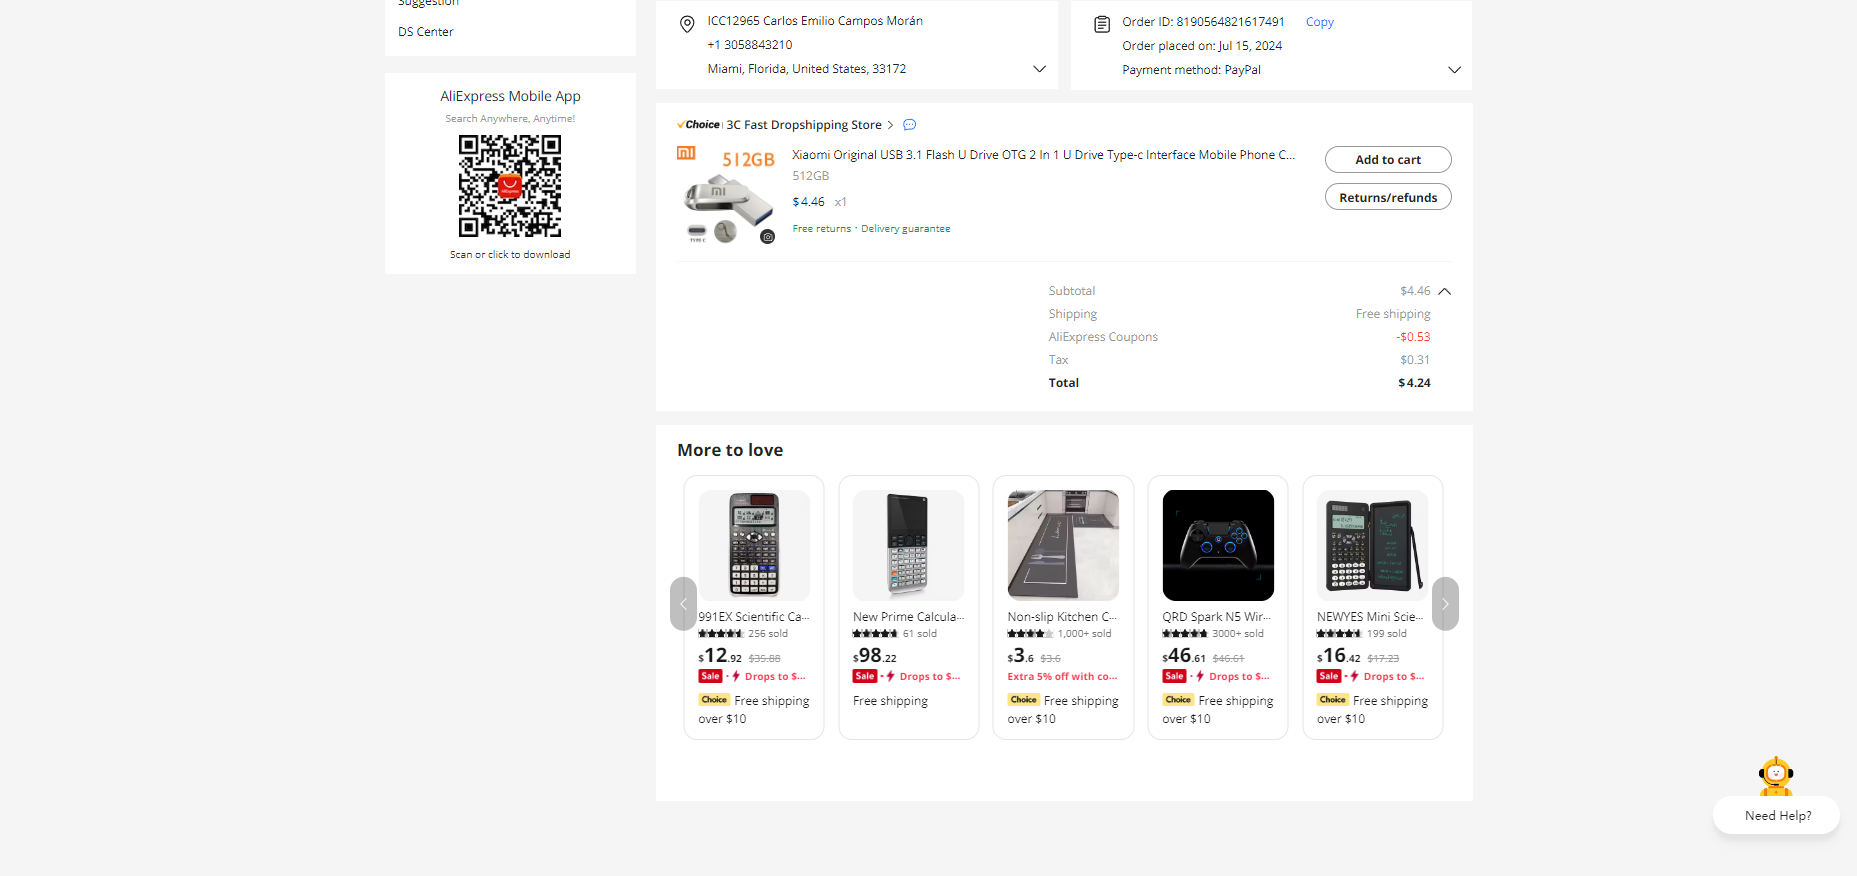 Suggestion
DS Center
AliExpress Mobile App
Search Anywhere, Anytime!
AliExpress
Scan or click to download
ICC12965 Carlos Emilio Campos Morán
+1 3058843210
Miami, Florida, United States, 33172
Order ID: 8190564821617491 Copy
Order placed on: Jul 15, 2024
Payment method: PayPal
Choice 3C Fast Dropshipping Store
512GB
TYPE-C
Xiaomi Original USB 3.1 Flash U Drive OTG 2 In 1 U Drive Type-c Interface Mobile Phone C...
512GB
$4.46 x1
Free returns · Delivery guarantee
Add to cart
Returns/refunds
Subtotal $4.46
Shipping Free shipping
AliExpress Coupons -$0.53
Tax $0.31
Total $4.24
More to love
991EX Scientific Ca...
256 sold
$12.92 $35.88
Sale · Drops to $...
Choice Free shipping
over $10
New Prime Calcula...
61 sold
$98.22
Sale · Drops to $...
Free shipping
Non-slip Kitchen C...
1,000+ sold
$3.6 $3.6
Extra 5% off with co...
Choice Free shipping
over $10
QRD Spark N5 Wir...
3000+ sold
$46.61 $46.61
Sale · Drops to $...
Choice Free shipping
over $10
NEWYES Mini Scie...
199 sold
$16.42 $17.23
Sale · Drops to $...
Choice Free shipping
over $10
Need Help?